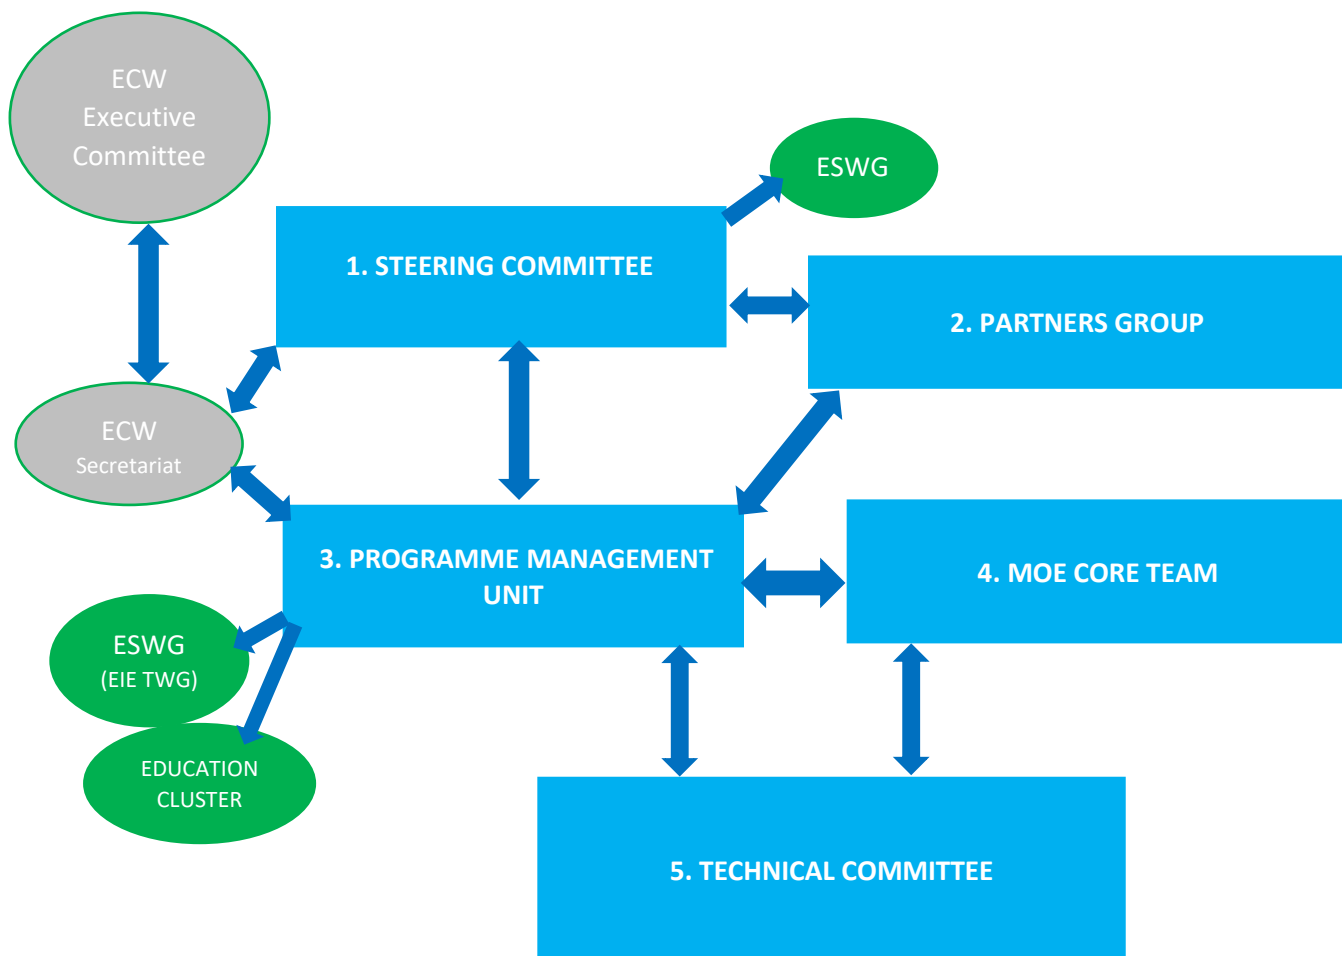 ECW
Executive
Committee
ESWG
1. STEERING COMMITTEE
2. PARTNERS GROUP
ECW
Secretariat
3. PROGRAMME MANAGEMENT
UNIT
4. MOE CORE TEAM
ESWG
(EIE TWG)
EDUCATION
CLUSTER
5. TECHNICAL COMMITTEE